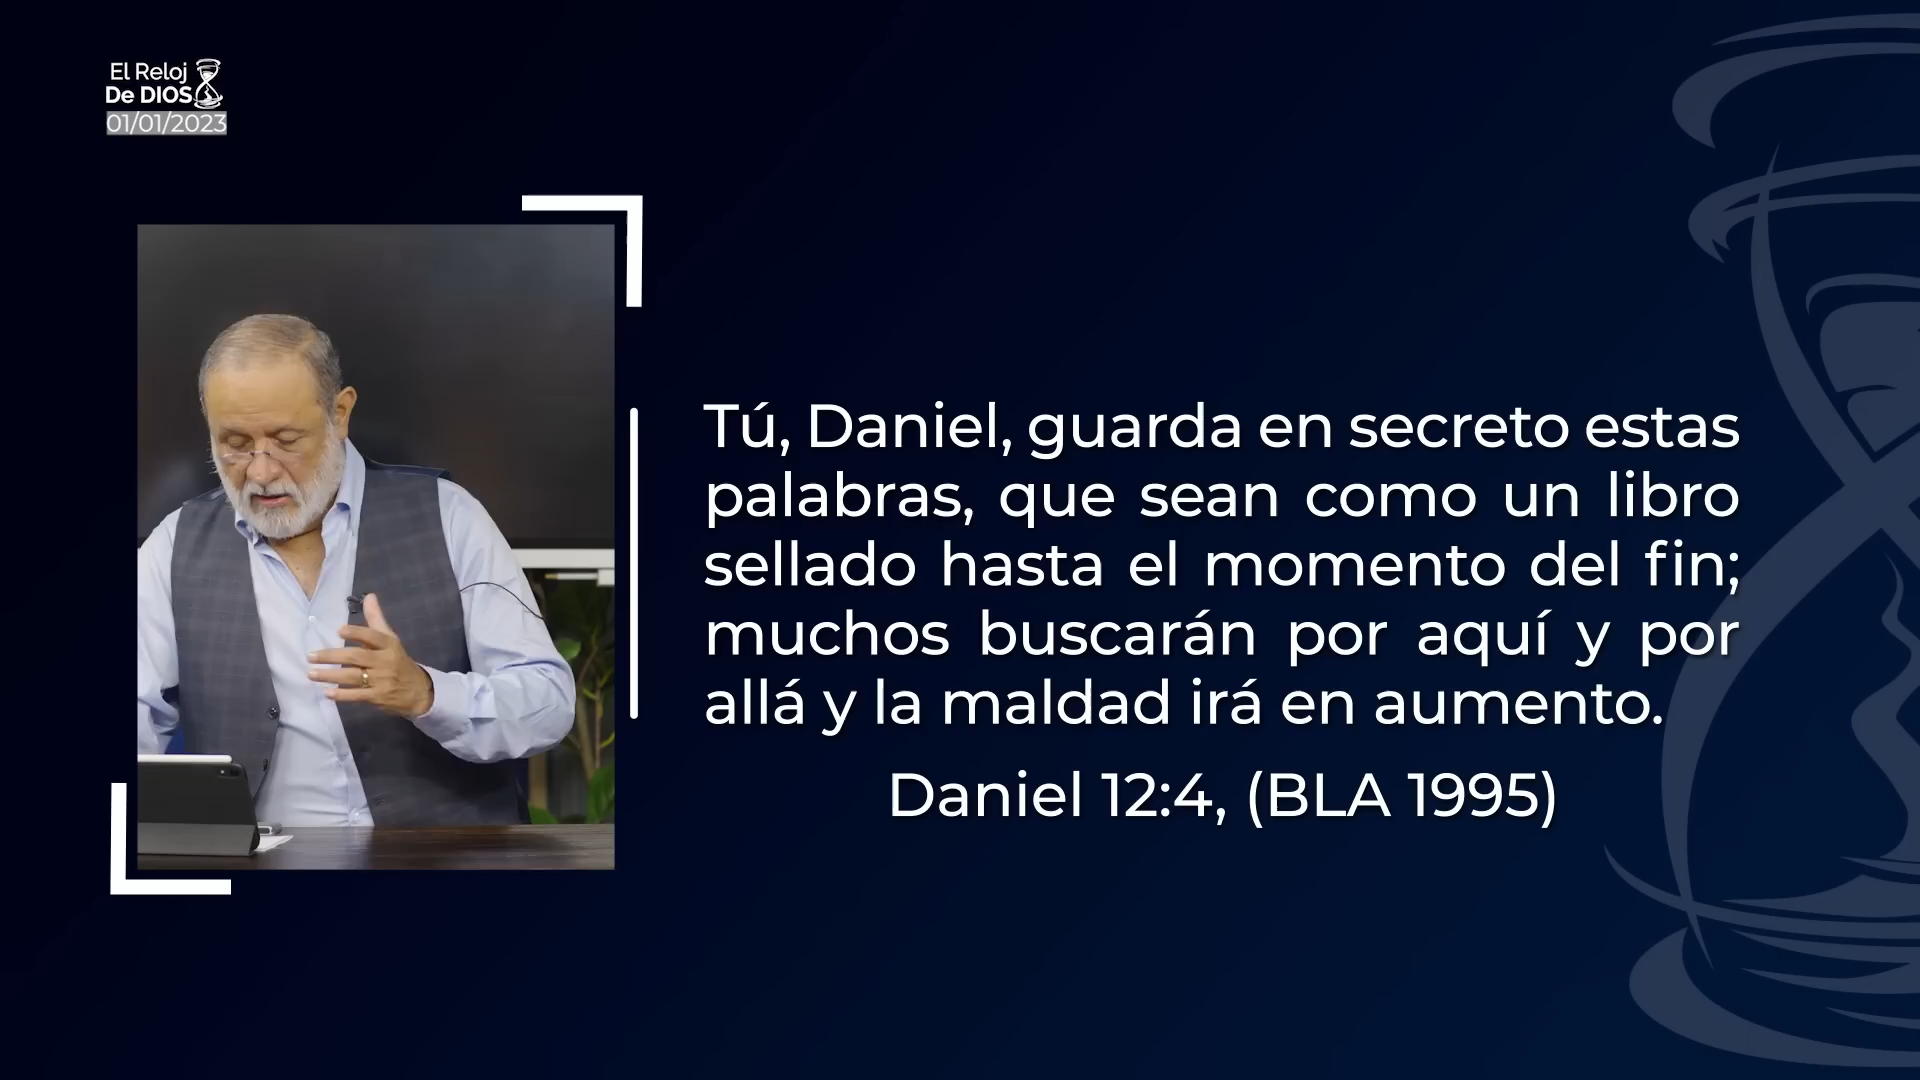 El Reloj
De DIOS
01/01/2023
Tú, Daniel, guarda en secreto estas
palabras, que sean como un libro
sellado hasta el momento del fin;
muchos buscarán por aquí y por
allá y la maldad irá en aumento.
Daniel 12:4, (BLA 1995)